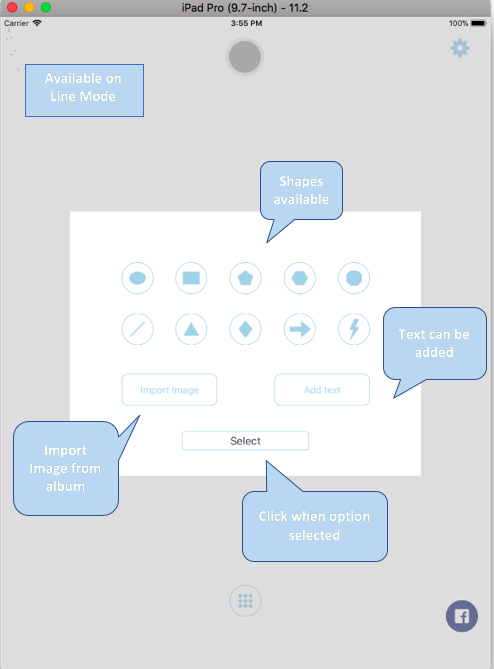 iPad Pro (9.7-inch) - 11.2
Carrier 3:55 PM 100%
Available on
Line Mode
Shapes
available
Text can be
added
Import Image Add text
Import
Image from
album
Select
Click when option
selected